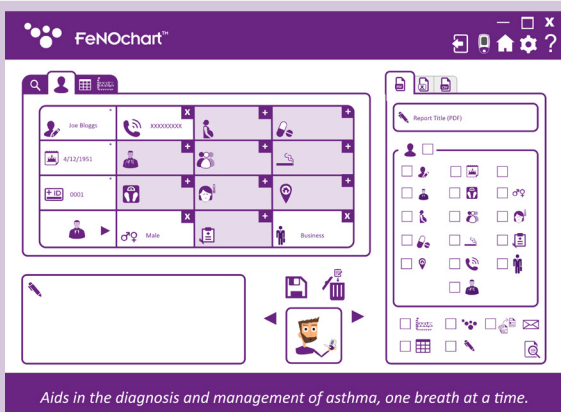 FeNOchart™
Joe Bloggs
XXXXXXXXX
4/12/1951
+ ID 0001
Male
Business
Report Title (PDF)
Aids in the diagnosis and management of asthma, one breath at a time.